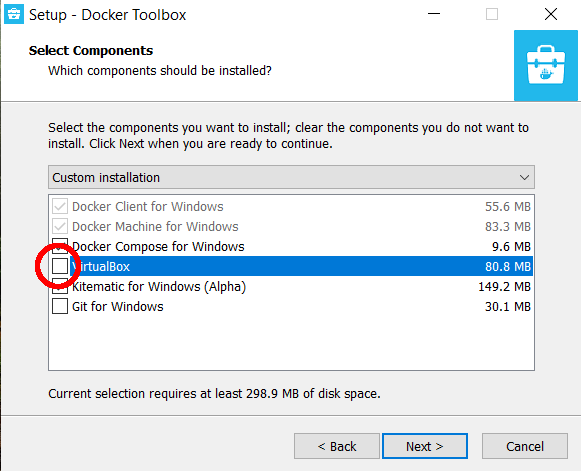 Setup - Docker Toolbox
Select Components
Which components should be installed?
Select the components you want to install; clear the components you do not want to
install. Click Next when you are ready to continue.
Custom installation
Docker Client for Windows 55.6 MB
Docker Machine for Windows 83.3 MB
Docker Compose for Windows 9.6 MB
VirtualBox 80.8 MB
Kitematic for Windows (Alpha) 149.2 MB
Git for Windows 30.1 MB
Current selection requires at least 298.9 MB of disk space.
< Back Next > Cancel